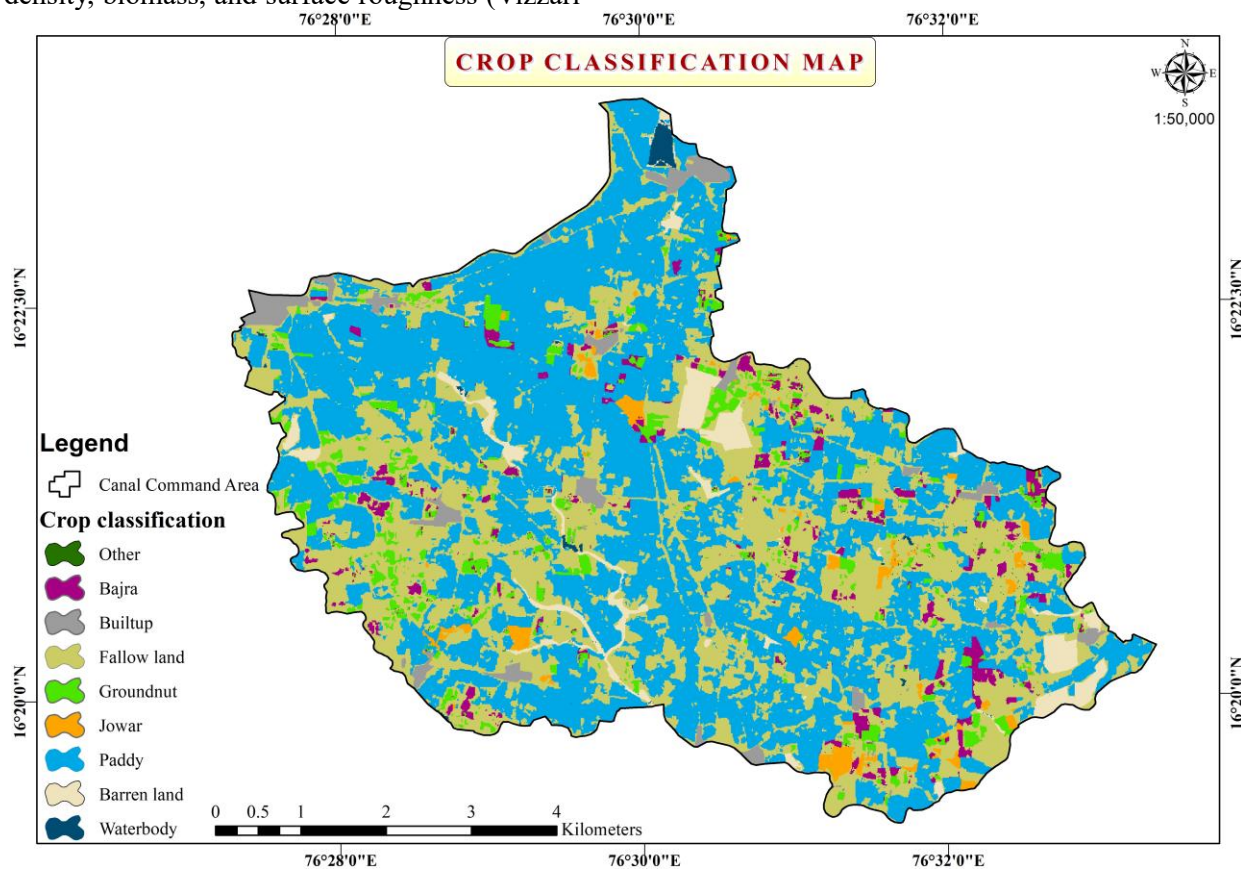 density, biomass, and surface roughness (Vizzari
76°28'0"E 76°30'0"E 76°32'0"E
CROP CLASSIFICATION MAP
N
W E
S
1:50,000
16°22'30"N 16°22'30"N
Legend
Canal Command Area
Crop classification
Other
Bajra
Builtup
Fallow land
Groundnut
Jowar
Paddy
Barren land
Waterbody
16°20'0"N 16°20'0"N
0 0.5 1 2 3 4
Kilometers
76°28'0"E 76°30'0"E 76°32'0"E